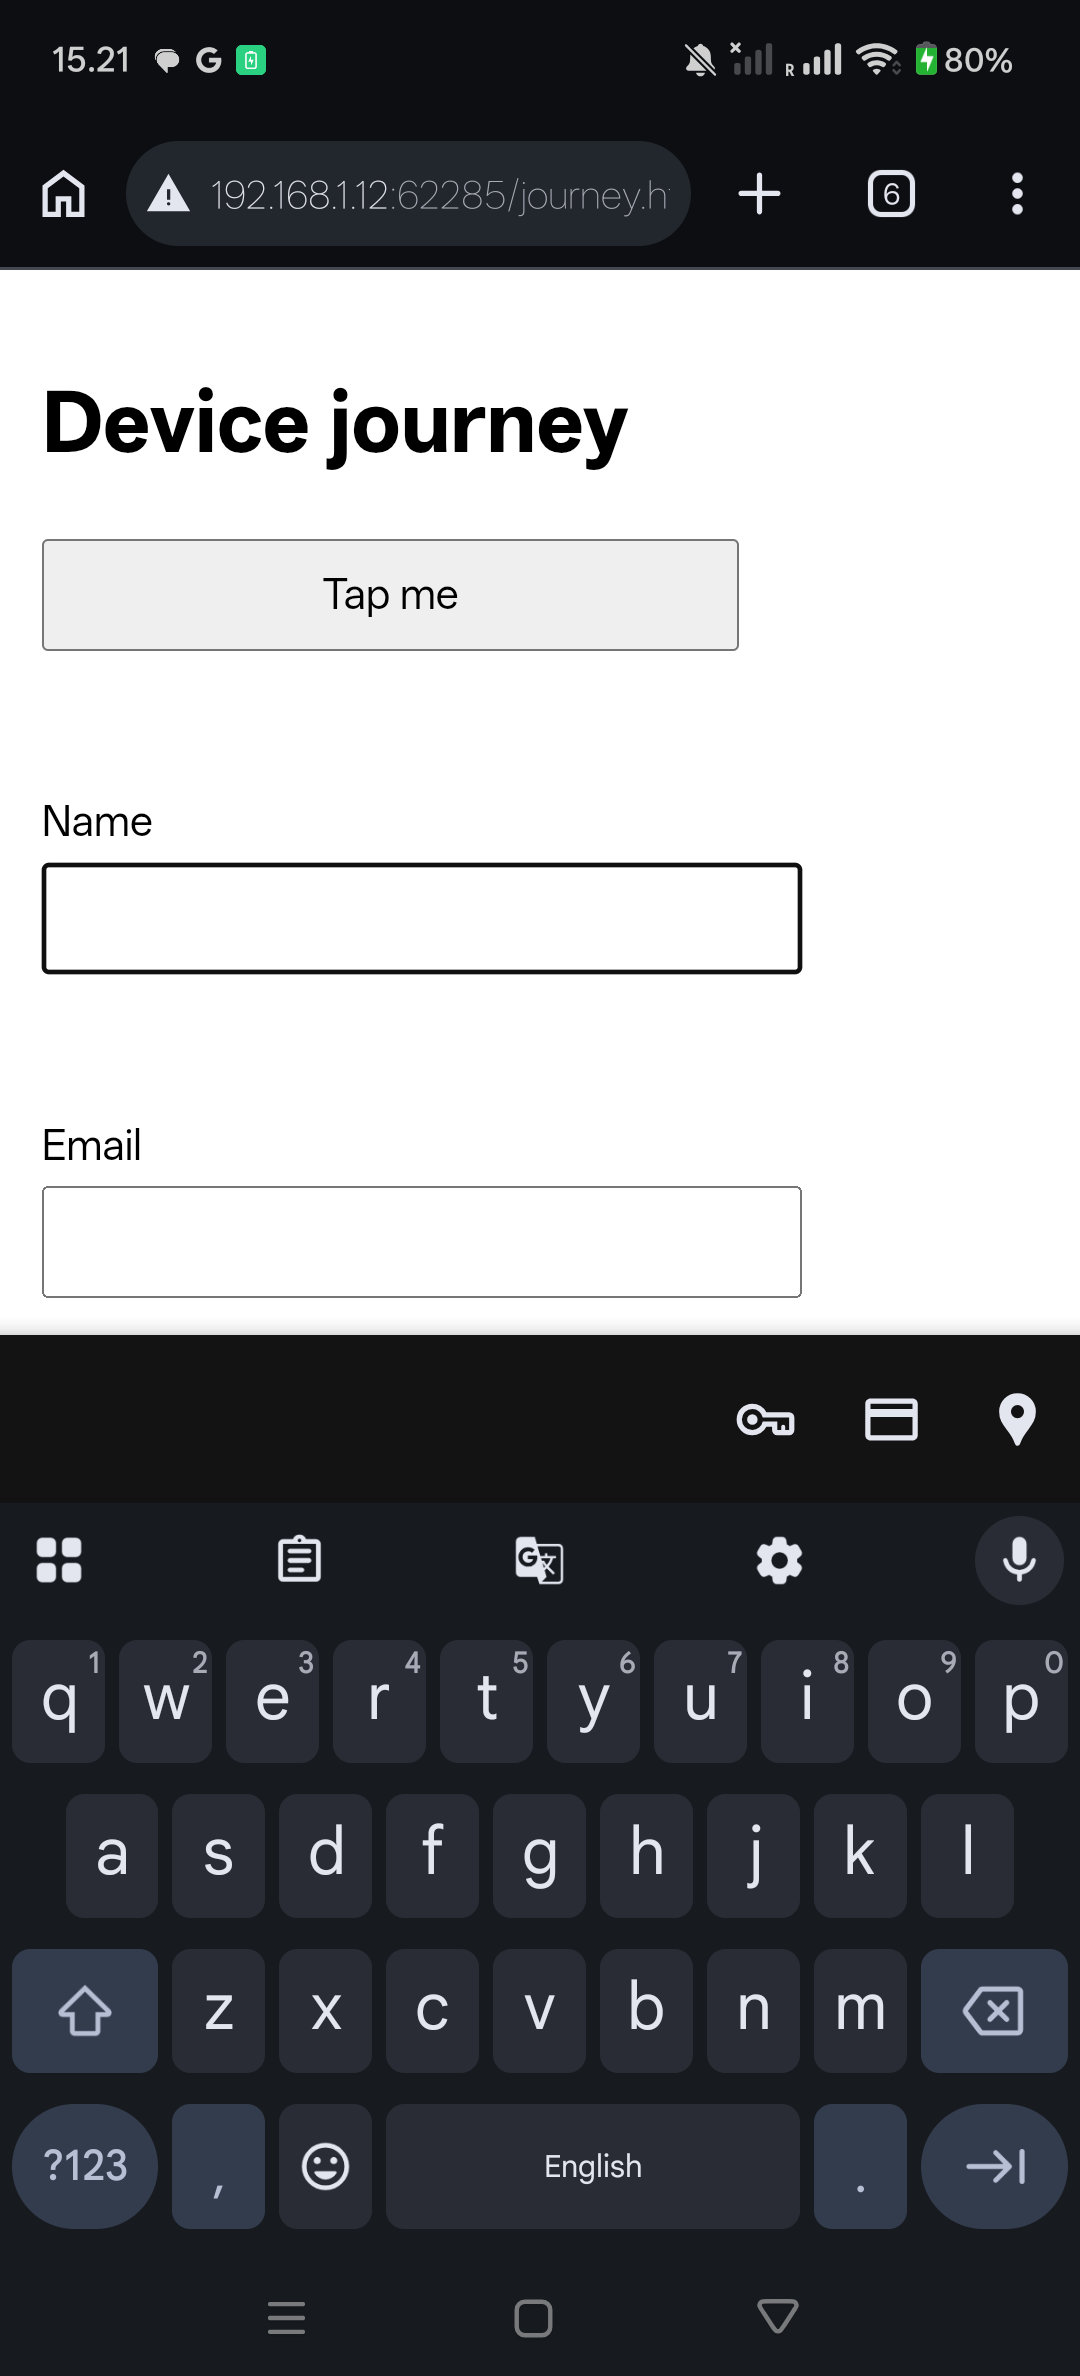 15.21 G R 80%
192.168.1.12:62285/journey.h
6
Device journey
Tap me
Name
Email
G 文
1 2 3 4 5 6 7 8 9 0
q w e r t y u i o p
a s d f g h j k l
z x c v b n m
?123 , English .